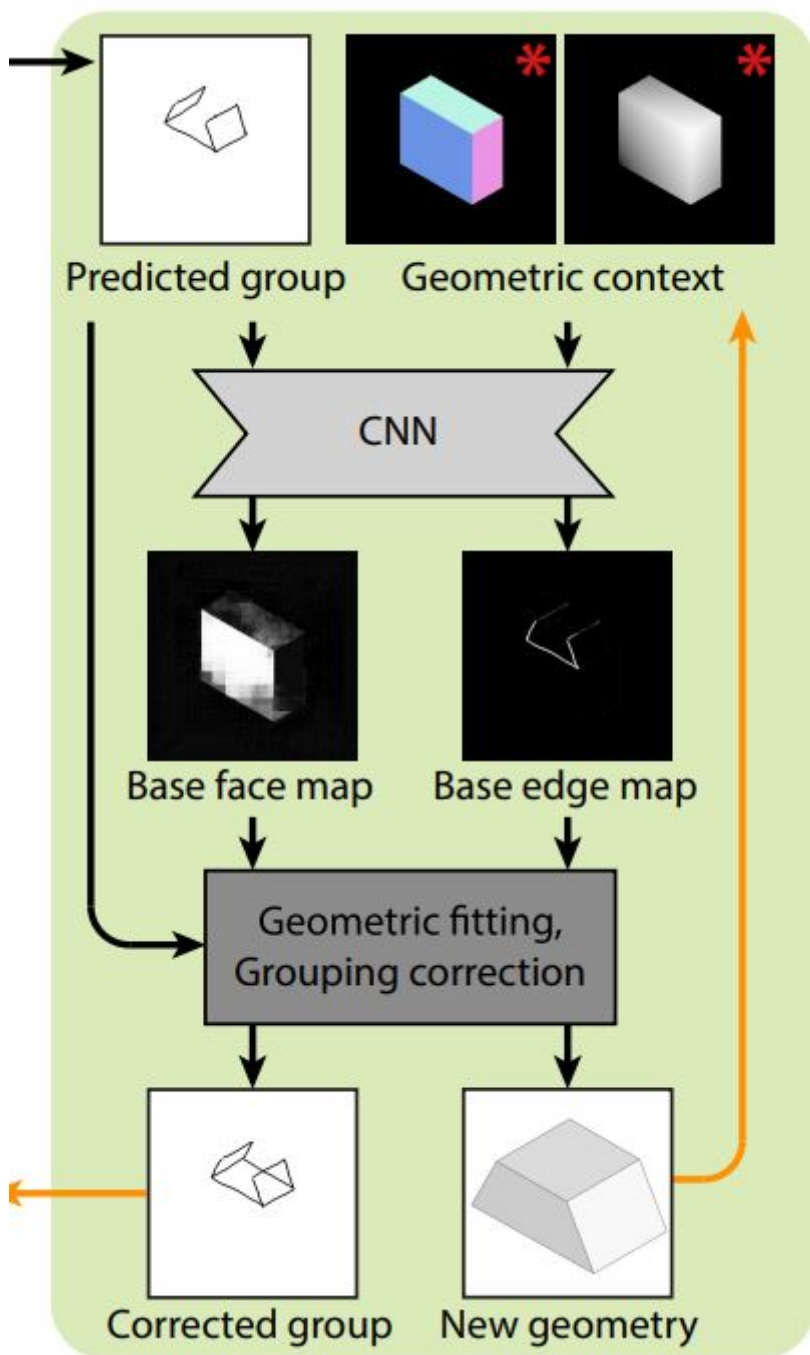 *
*
Predicted group
Geometric context
CNN
Base face map
Base edge map
Geometric fitting,
Grouping correction
Corrected group
New geometry